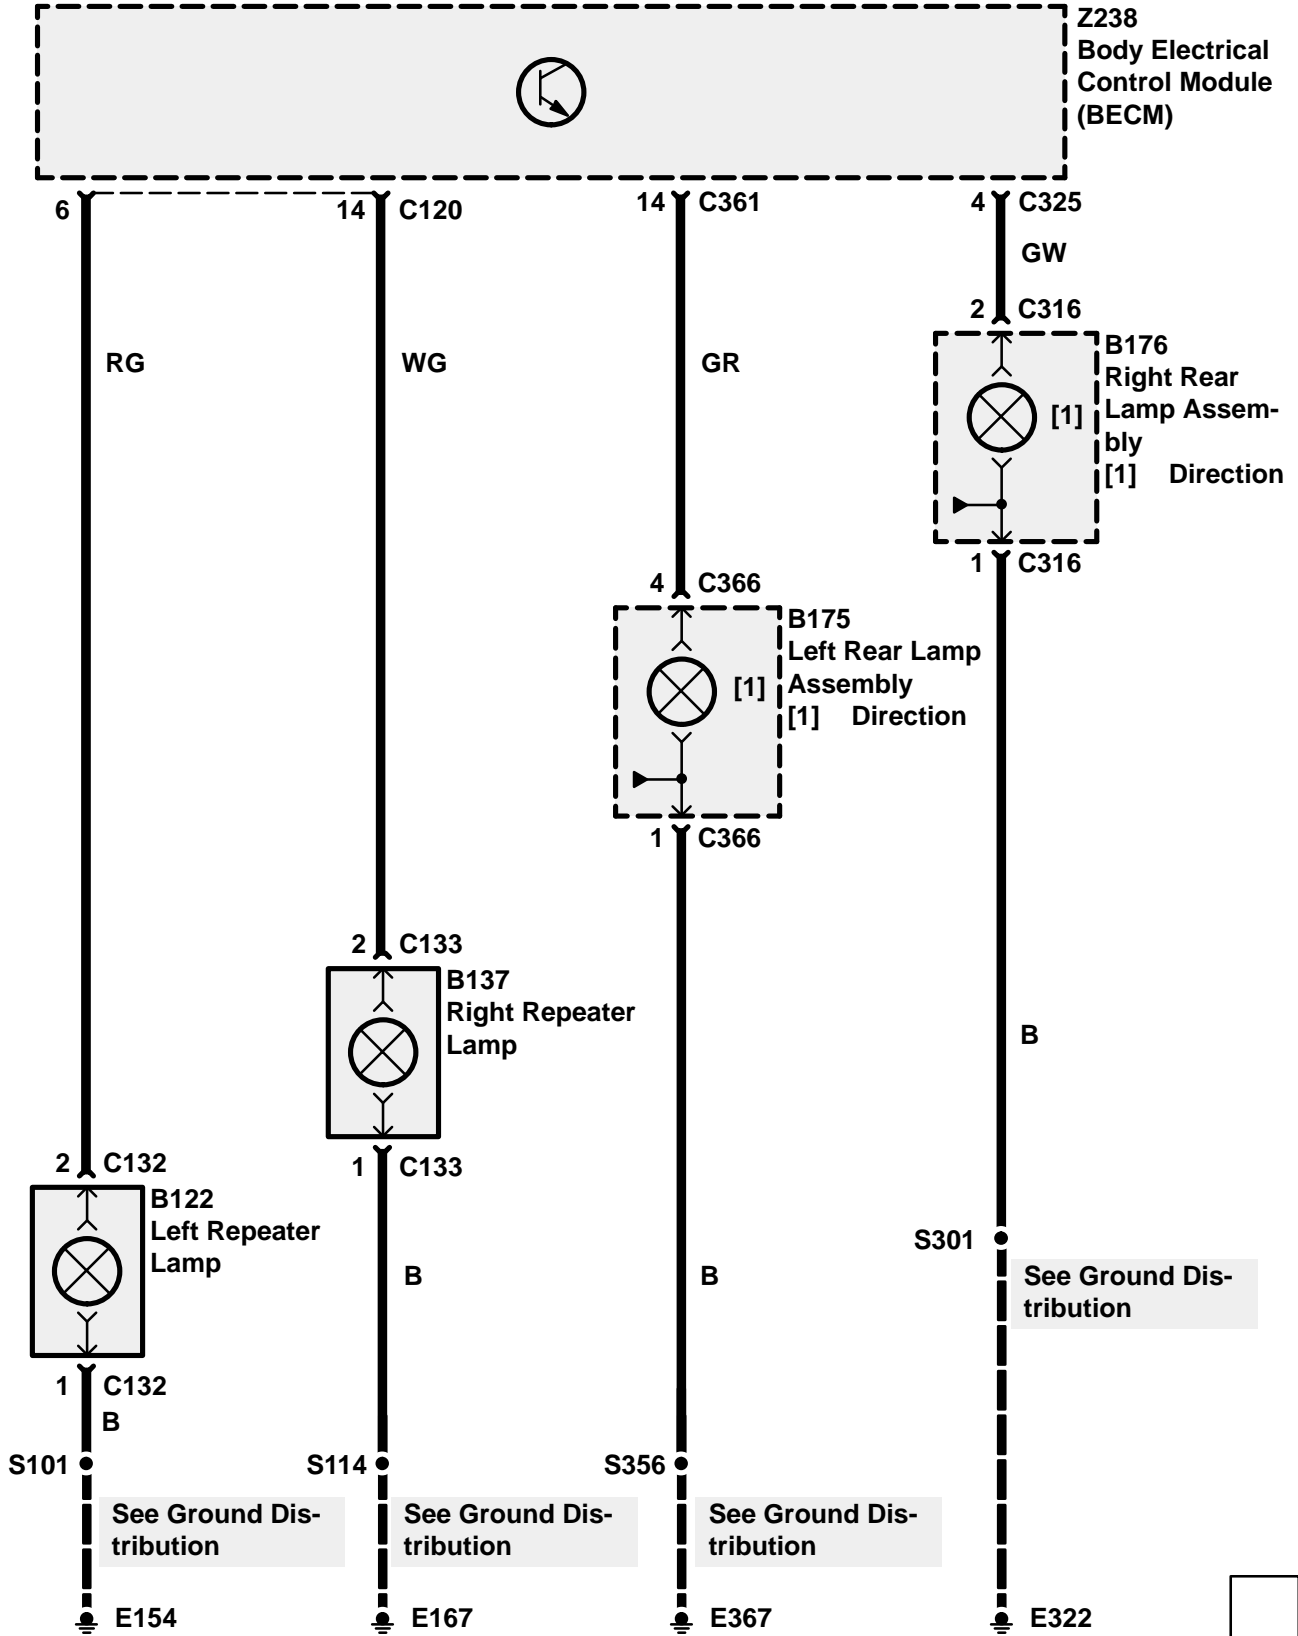 Z238
Body Electrical
Control Module
(BECM)
6
14 C120
14 C361
4 C325
GW
2 C316
B176
Right Rear
Lamp Assem-
bly
[1] Direction
[1]
RG
WG
GR
1 C316
4 C366
B175
Left Rear Lamp
Assembly
[1] Direction
[1]
1 C366
2 C133
B137
Right Repeater
Lamp
B
1 C133
2 C132
B122
Left Repeater
Lamp
S301
See Ground Dis-
tribution
B
B
1 C132
B
S101
S114
S356
See Ground Dis-
tribution
See Ground Dis-
tribution
See Ground Dis-
tribution
E154
E167
E367
E322